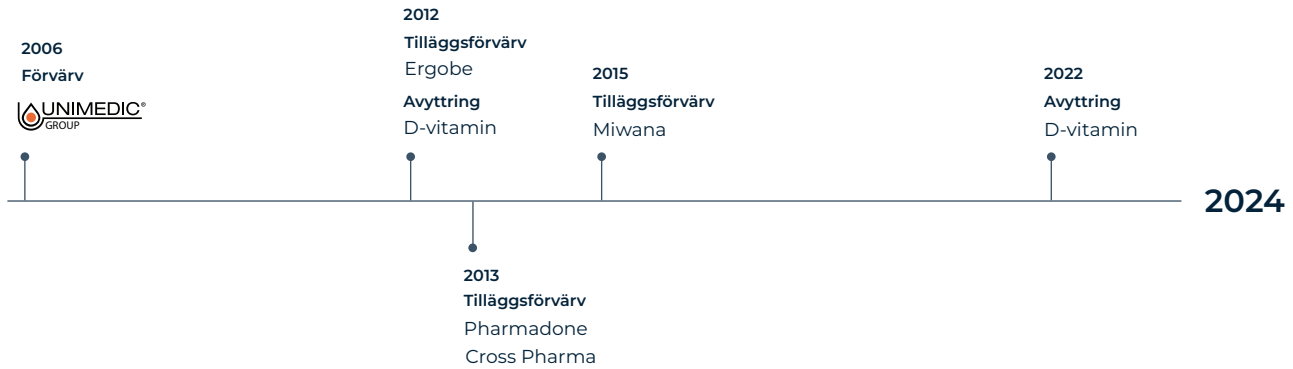 2006
Förvärv
UNIMEDIC®
GROUP
2012
Tilläggsförvärv
Ergobe
Avyttring
D-vitamin
2013
Tilläggsförvärv
Pharmadone
Cross Pharma
2015
Tilläggsförvärv
Miwana
2022
Avyttring
D-vitamin
2024